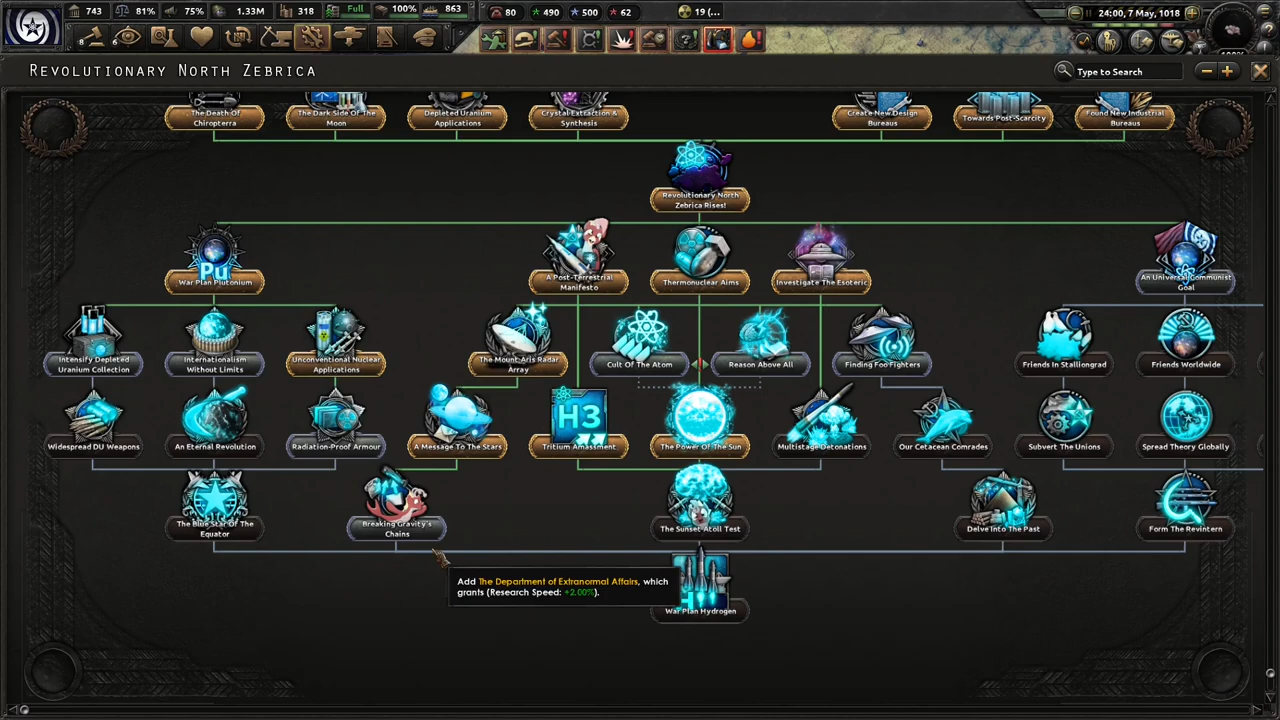 743 81% 75% 1.33M 318 Full 100% 863 80 490 500 62 19 (... 24:00, 7 May, 1018
8 6
Revolutionary North Zebrica
Type to Search
The Death Of Chiropterra
The Dark Side Of The Moon
Depleted Uranium Applications
Crystal Extraction & Synthesis
Create New Design Bureaus
Towards Post-Scarcity
Found New Industrial Bureaus
Revolutionary North Zebrica Rises!
Pu
War Plan Plutonium
A Post-Terrestrial Manifesto
Thermonuclear Aims
Investigate The Esoteric
An Universal Communist Goal
Intensify Depleted Uranium Collection
Internationalism Without Limits
Unconventional Nuclear Applications
The Mount Aris Radar Array
Cult Of The Atom
Reason Above All
Finding Foo Fighters
Friends In Stalliongrad
Friends Worldwide
H3
Widespread DU Weapons
An Eternal Revolution
Radiation-Proof Armour
A Message To The Stars
Tritium Amassment
The Power Of The Sun
Multistage Detonations
Our Cetacean Comrades
Subvert The Unions
Spread Theory Globally
The Blue Star Of The Equator
Breaking Gravity's Chains
The Sunset Atoll Test
Delve Into The Past
Form The Revintern
Add The Department of Extranormal Affairs, which
grants (Research Speed: +2.00%).
War Plan Hydrogen